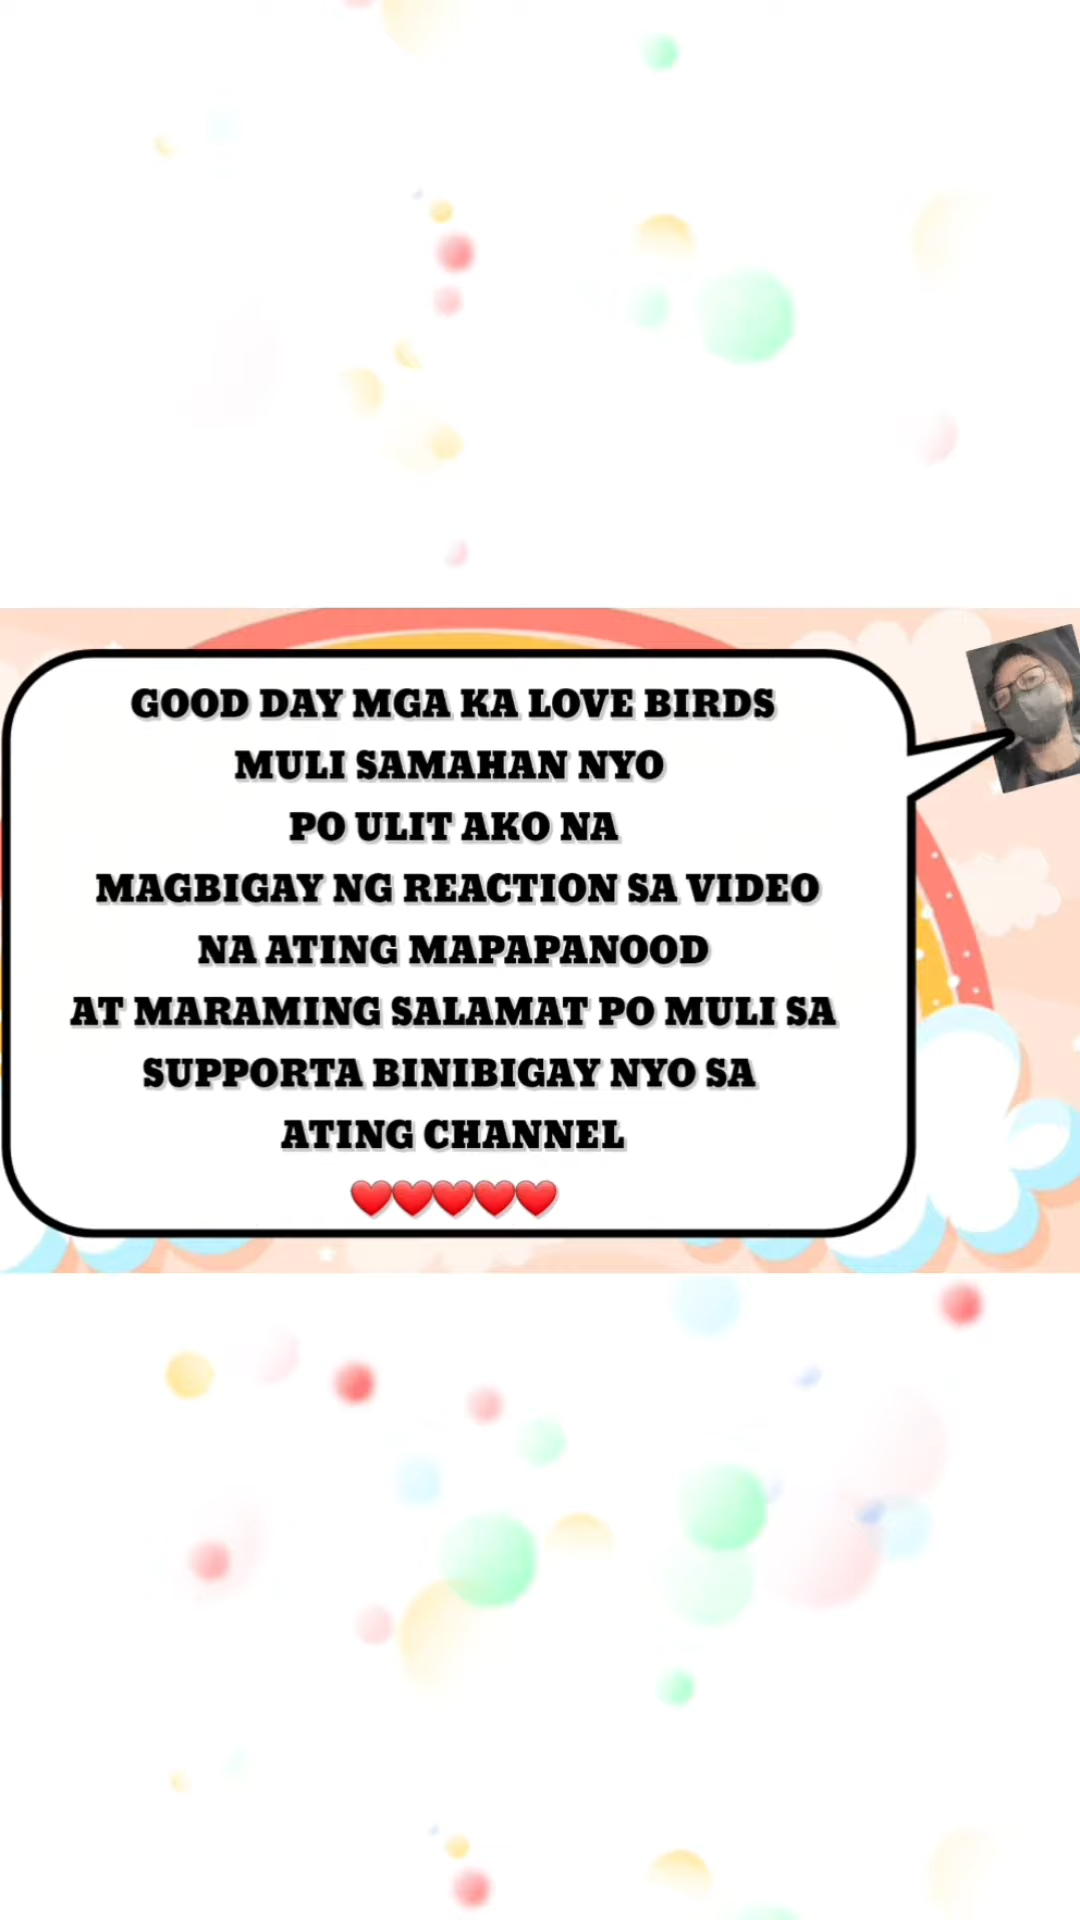 GOOD DAY MGA KA LOVE BIRDS
MULI SAMAHAN NYO
PO ULIT AKO NA
MAGBIGAY NG REACTION SA VIDEO
NA ATING MAPAPANOOD
AT MARAMING SALAMAT PO MULI SA
SUPPORTA BINIBIGAY NYO SA
ATING CHANNEL
❤️❤️❤️❤️❤️